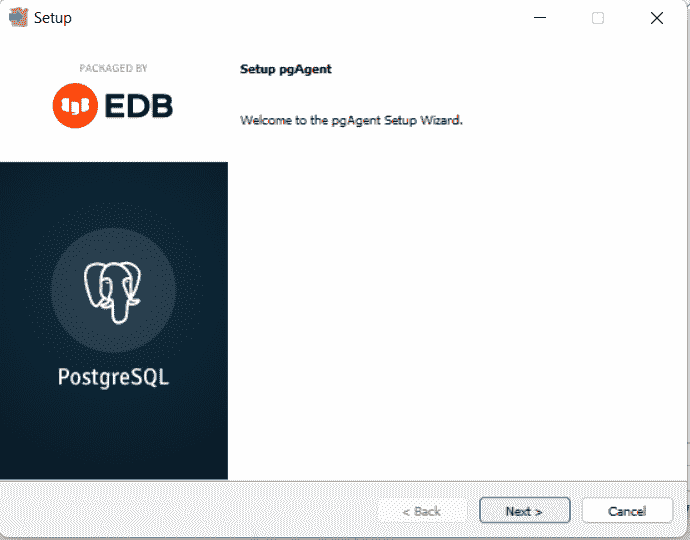 Setup
PACKAGED BY
EDB
Setup pgAgent
Welcome to the pgAgent Setup Wizard.
PostgreSQL
< Back
Next >
Cancel